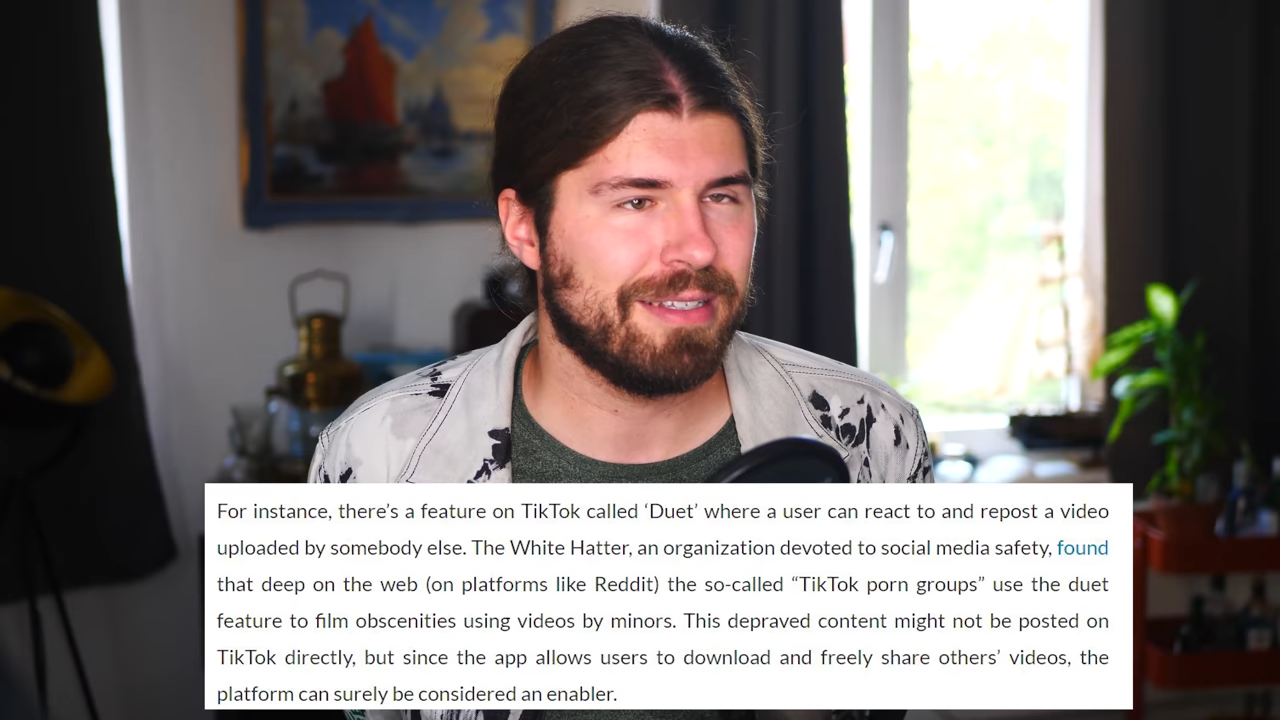 For instance, there’s a feature on TikTok called ‘Duet’ where a user can react to and repost a video
uploaded by somebody else. The White Hatter, an organization devoted to social media safety, found
that deep on the web (on platforms like Reddit) the so-called “TikTok porn groups” use the duet
feature to film obscenities using videos by minors. This depraved content might not be posted on
TikTok directly, but since the app allows users to download and freely share others’ videos, the
platform can surely be considered an enabler.